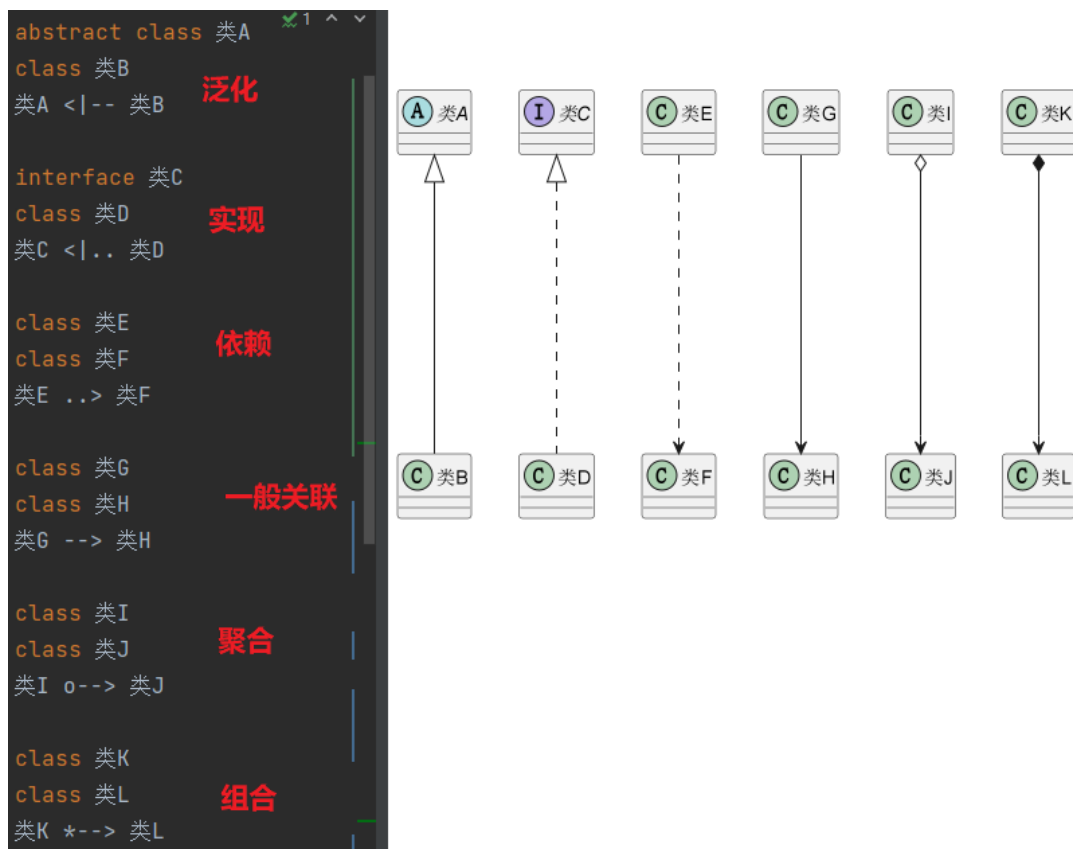 abstract class 类A
1
class 类B
泛化
类A <|-- 类B
interface 类C
class 类D
实现
类C <|.. 类D
class 类E
依赖
class 类F
类E ..> 类F
class 类G
一般关联
class 类H
类G --> 类H
class 类I
聚合
class 类J
类I o--> 类J
class 类K
class 类L
组合
类K *--> 类L
A 类A
I 类C
C 类E
C 类G
C 类I
C 类K
C 类B
C 类D
C 类F
C 类H
C 类J
C 类L